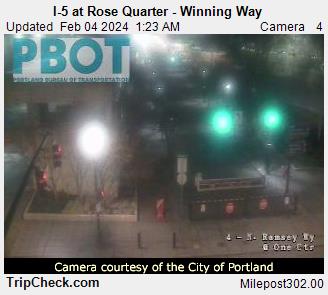 I-5 at Rose Quarter - Winning Way
Updated Feb 04 2024 1:23 AM Camera 4
PBOT
PORTLAND BUREAU OF TRANSPORTATION
4 - N. Ramsey Wy
@ One Ctr
Camera courtesy of the City of Portland
TripCheck.com Milepost302.00